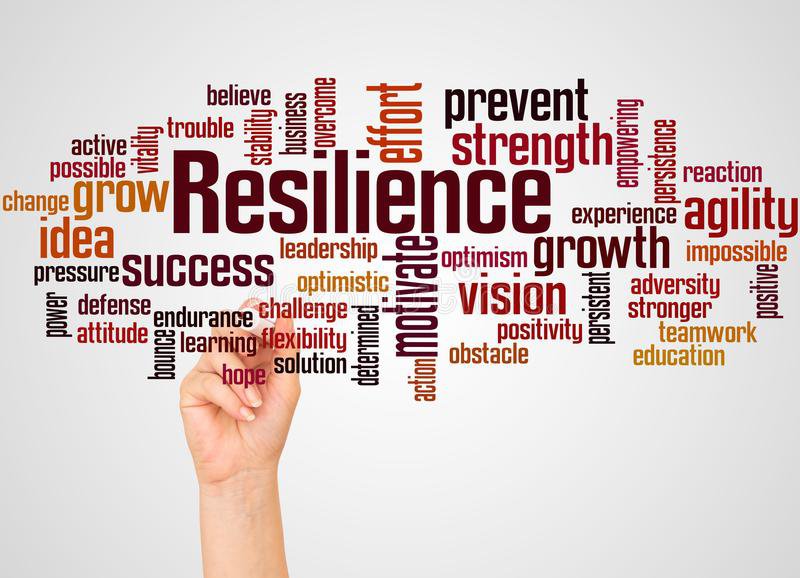 believe
business
overcome
effort
prevent
active
vitality
trouble
stability
strength
empowering
persistence
possible
reaction
change
grow
Resilience
experience
agility
idea
leadership
motivate
optimism
growth
impossible
pressure
success
optimistic
vision
persistent
adversity
positive
power
defense
endurance
challenge
determined
positivity
stronger
attitude
bounce
learning
flexibility
obstacle
teamwork
hope
solution
action
education